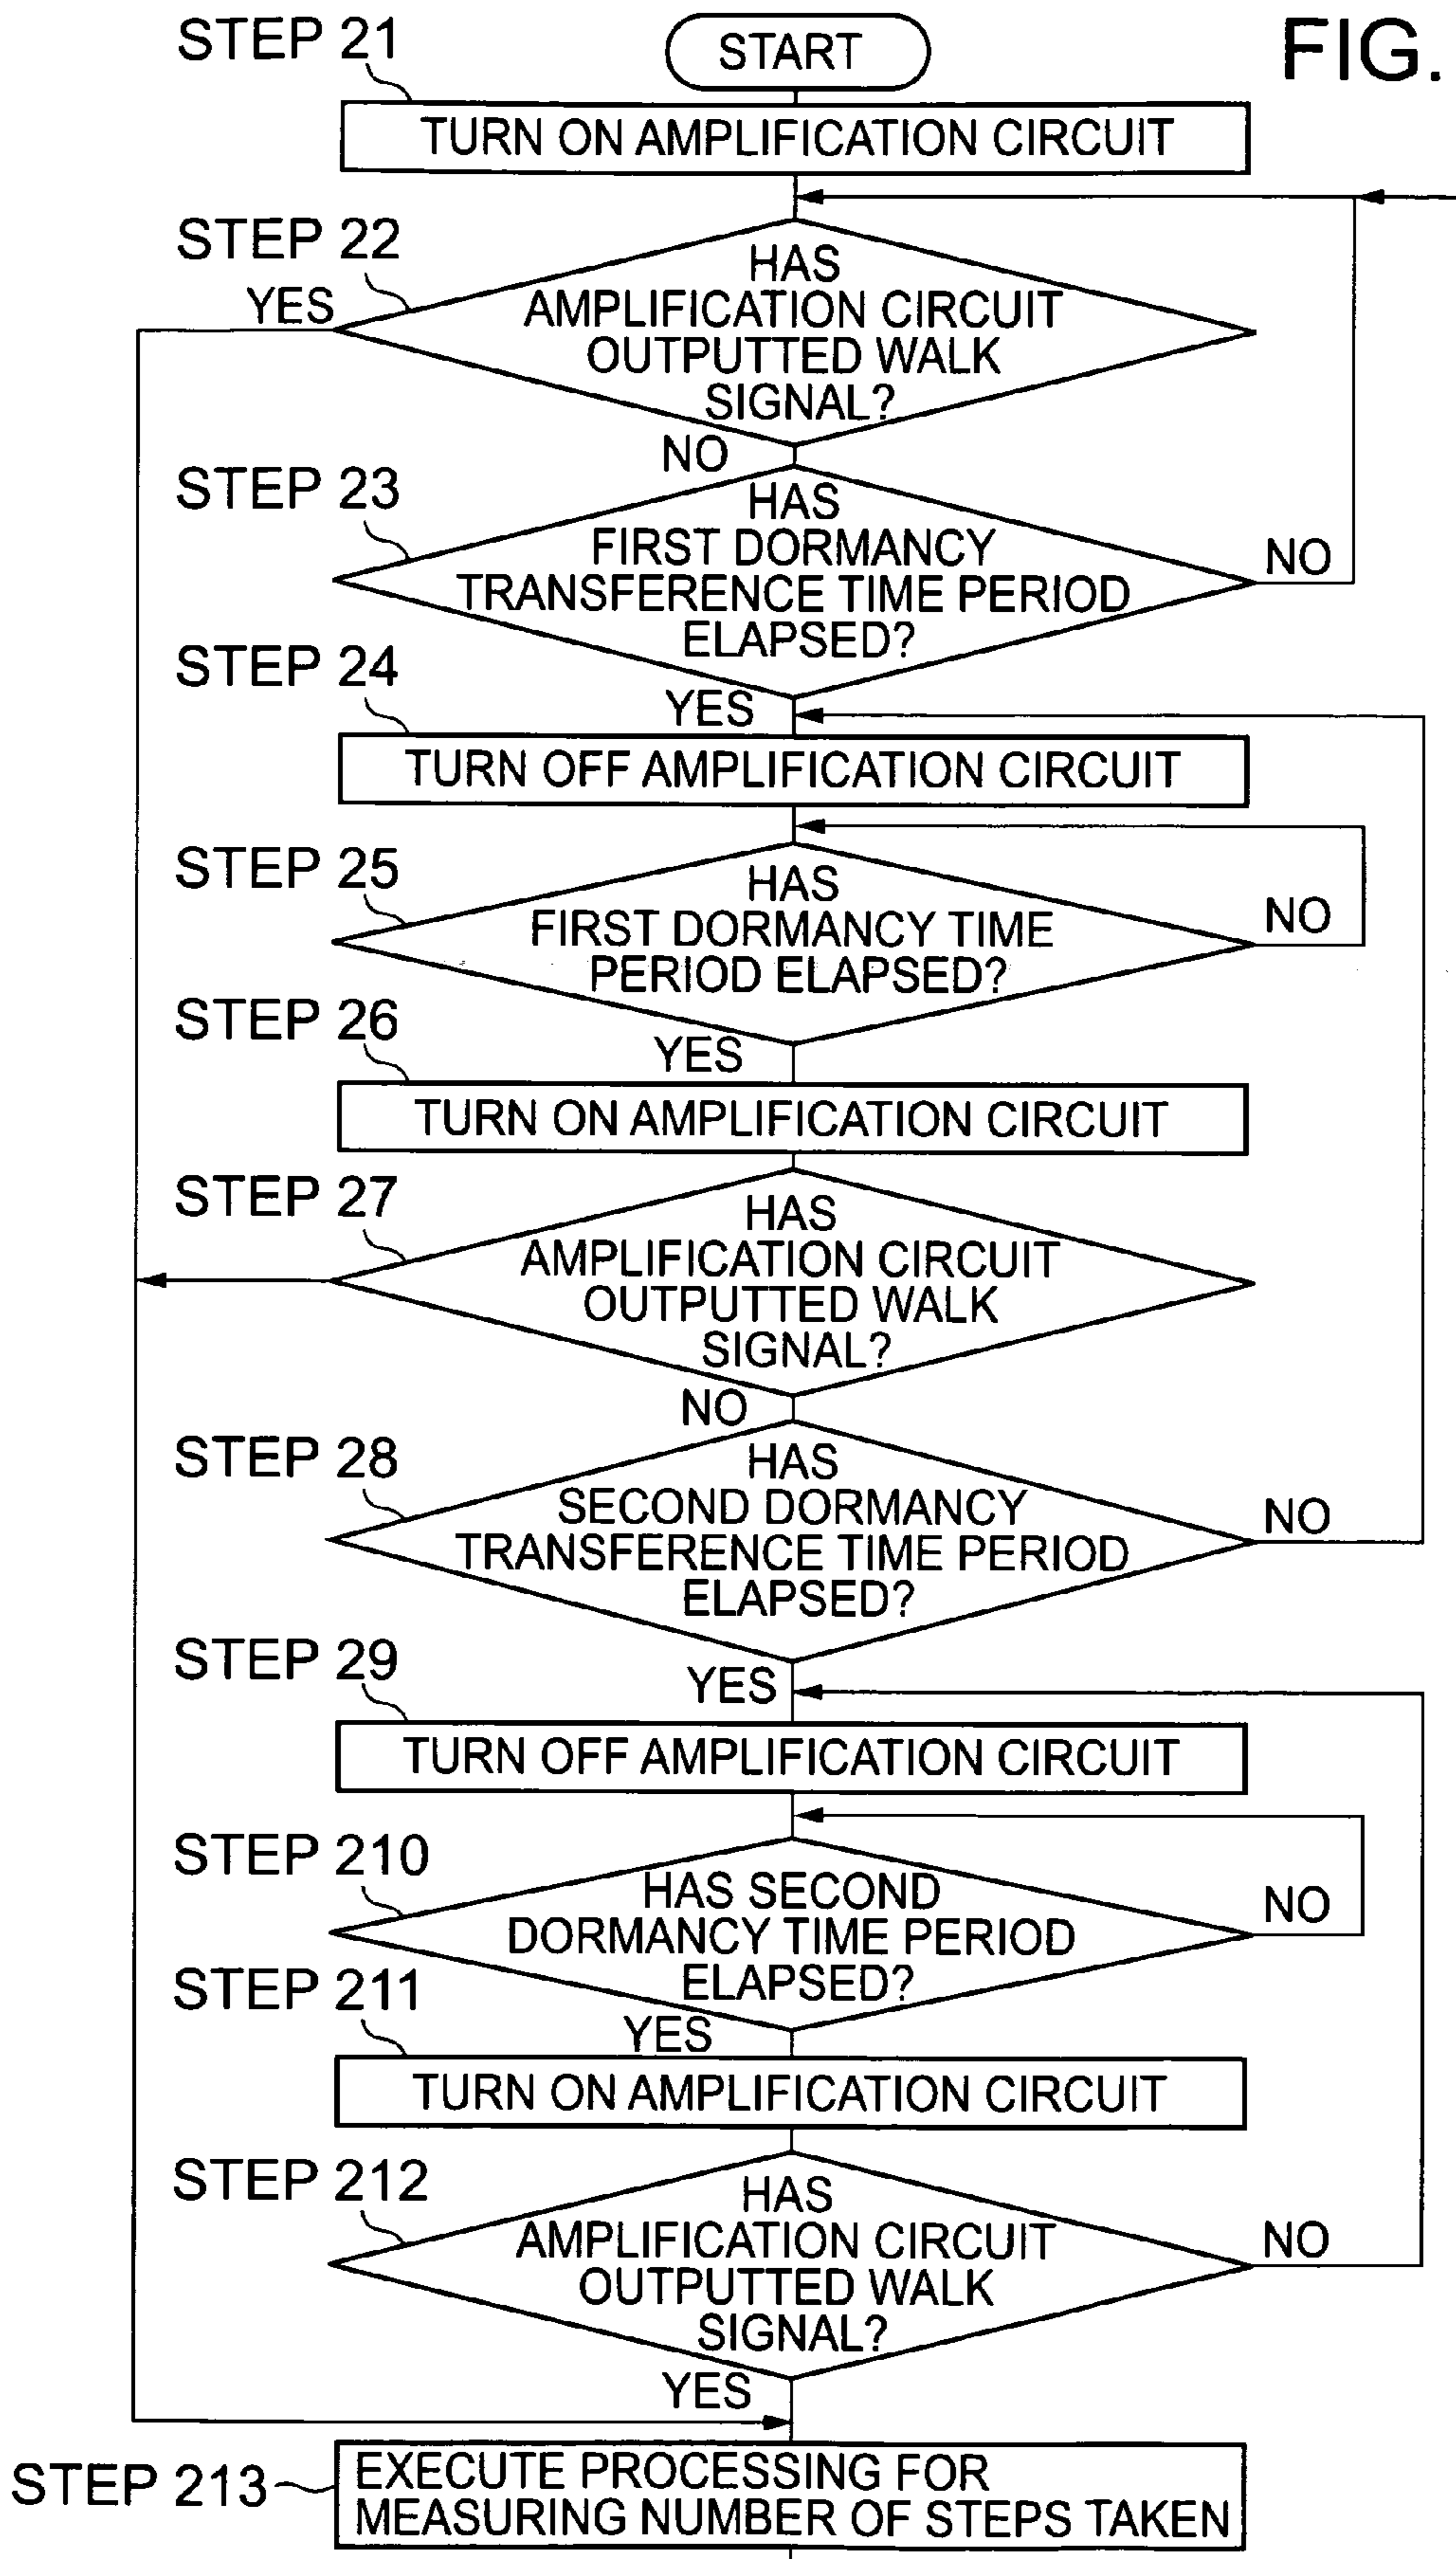 FIG.
START
STEP 21
TURN ON AMPLIFICATION CIRCUIT
STEP 22
YES
HAS
AMPLIFICATION CIRCUIT
OUTPUTTED WALK
SIGNAL?
NO
STEP 23
HAS
FIRST DORMANCY
TRANSFERENCE TIME PERIOD
ELAPSED?
NO
STEP 24
YES
TURN OFF AMPLIFICATION CIRCUIT
STEP 25
HAS
FIRST DORMANCY TIME
PERIOD ELAPSED?
NO
STEP 26
YES
TURN ON AMPLIFICATION CIRCUIT
STEP 27
HAS
AMPLIFICATION CIRCUIT
OUTPUTTED WALK
SIGNAL?
NO
STEP 28
HAS
SECOND DORMANCY
TRANSFERENCE TIME PERIOD
ELAPSED?
NO
STEP 29
YES
TURN OFF AMPLIFICATION CIRCUIT
STEP 210
HAS SECOND
DORMANCY TIME PERIOD
ELAPSED?
NO
STEP 211
YES
TURN ON AMPLIFICATION CIRCUIT
STEP 212
HAS
AMPLIFICATION CIRCUIT
OUTPUTTED WALK
SIGNAL?
NO
YES
STEP 213
EXECUTE PROCESSING FOR
MEASURING NUMBER OF STEPS TAKEN